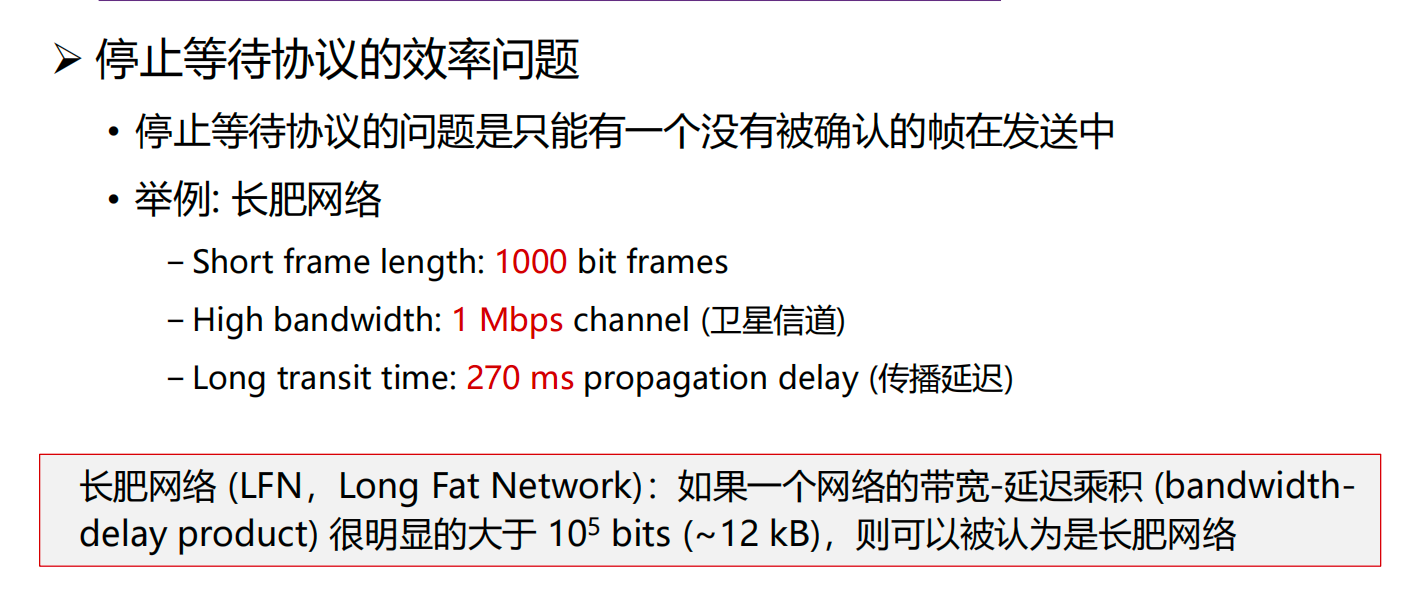 ➢ 停止等待协议的效率问题
• 停止等待协议的问题是只能有一个没有被确认的帧在发送中
• 举例: 长肥网络
– Short frame length: 1000 bit frames
– High bandwidth: 1 Mbps channel (卫星信道)
– Long transit time: 270 ms propagation delay (传播延迟)
长肥网络 (LFN，Long Fat Network)：如果一个网络的带宽-延迟乘积 (bandwidth-
delay product) 很明显的大于 10⁵ bits (~12 kB)，则可以被认为是长肥网络